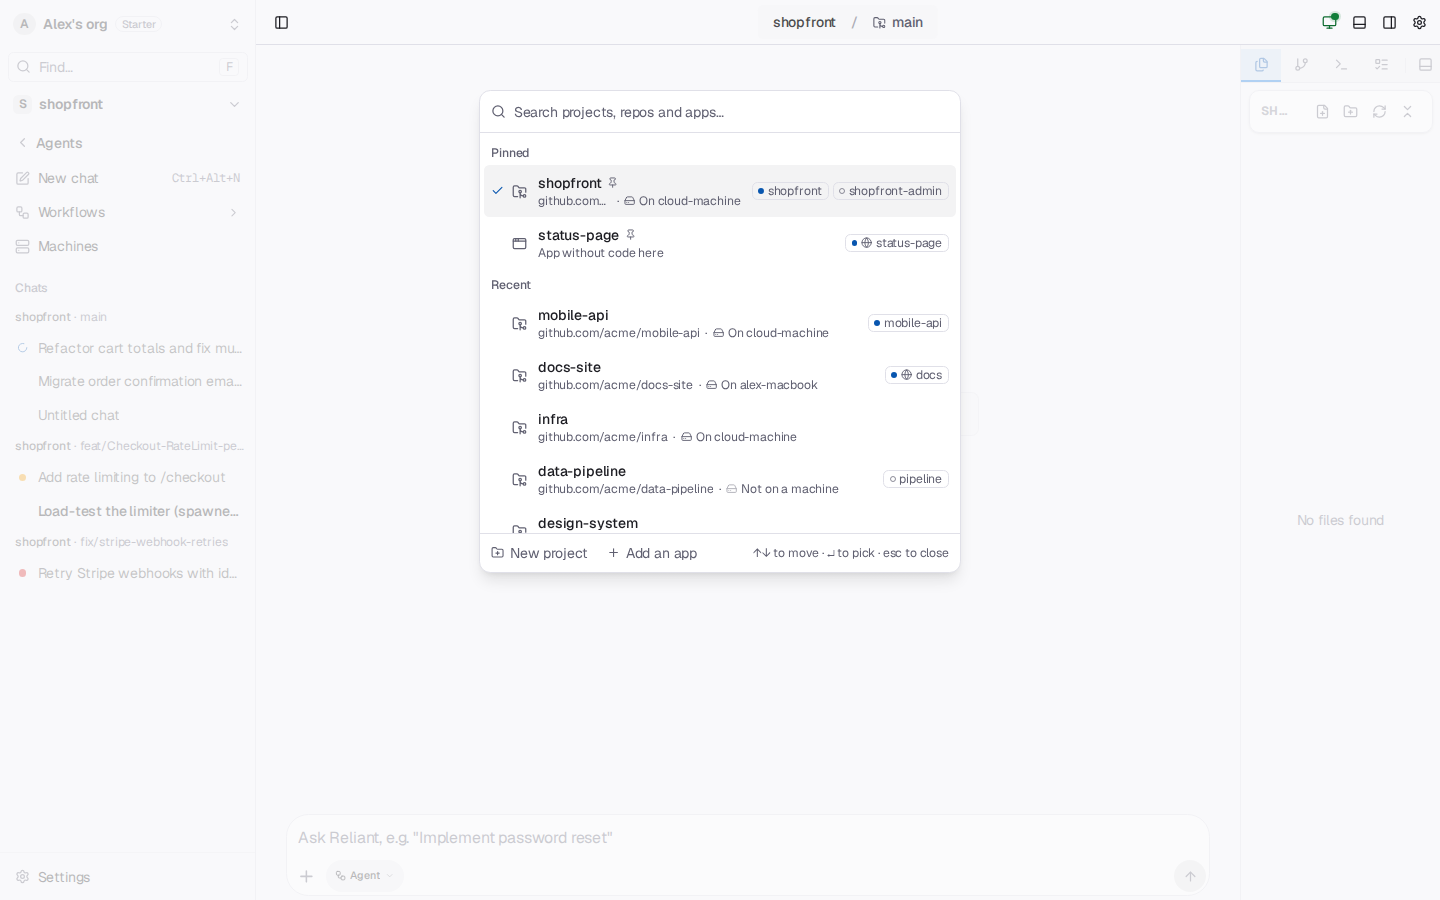 A Alex's org Starter
Find... F
S shopfront
Agents
New chat Ctrl+Alt+N
Workflows
Machines
Chats
shopfront · main
Refactor cart totals and fix mu...
Migrate order confirmation ema...
Untitled chat
shopfront · feat/Checkout-RateLimit-pe...
Add rate limiting to /checkout
Load-test the limiter (spawne...
shopfront · fix/stripe-webhook-retries
Retry Stripe webhooks with id...
Settings
shopfront / main
Search projects, repos and apps...
Pinned
shopfront
github.com... · On cloud-machine
shopfront shopfront-admin
status-page
App without code here
status-page
Recent
mobile-api
github.com/acme/mobile-api · On cloud-machine
mobile-api
docs-site
github.com/acme/docs-site · On alex-macbook
docs
infra
github.com/acme/infra · On cloud-machine
data-pipeline
github.com/acme/data-pipeline · Not on a machine
pipeline
design-system
New project + Add an app ↑↓ to move · ↵ to pick · esc to close
Ask Reliant, e.g. "Implement password reset"
Agent
SH...
No files found